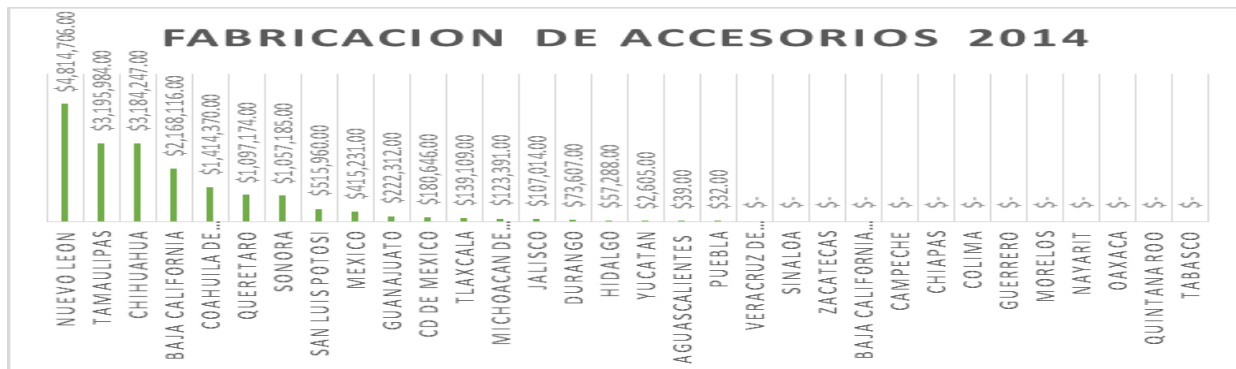 FABRICACION DE ACCESORIOS 2014
$4,814,706.00
$3,195,984.00
$3,184,247.00
$2,168,116.00
$1,414,370.00
$1,097,174.00
$1,057,185.00
$515,960.00
$415,231.00
$222,312.00
$180,646.00
$139,109.00
$123,391.00
$107,014.00
$73,607.00
$57,288.00
$2,605.00
$39.00
$32.00
$-
$-
$-
$-
$-
$-
$-
$-
$-
$-
$-
$-
$-
NUEVO LEON
TAMAULIPAS
CHIHUAHUA
BAJA CALIFORNIA
COAHUILA DE...
QUERETARO
SONORA
SAN LUIS POTOSI
MEXICO
GUANAJUATO
CD DE MEXICO
TLAXCALA
MICHOACAN DE...
JALISCO
DURANGO
HIDALGO
YUCATAN
AGUASCALIENTES
PUEBLA
VERACRUZ DE...
SINALOA
ZACATECAS
BAJA CALIFORNIA...
CAMPECHE
CHIAPAS
COLIMA
GUERRERO
MORELOS
NAYARIT
OAXACA
QUINTANA ROO
TABASCO